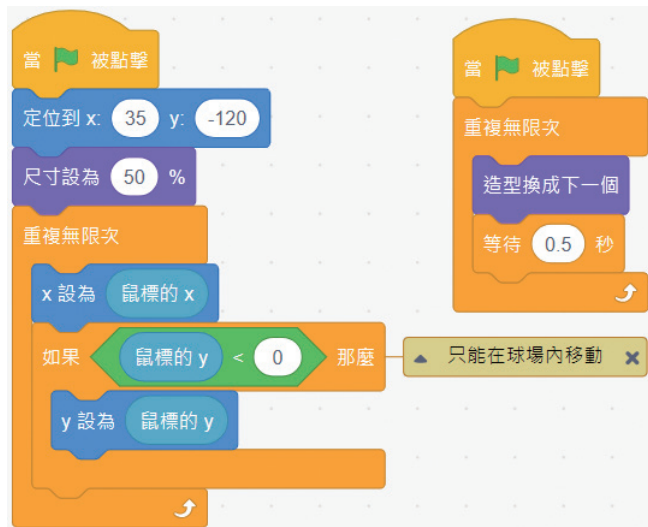 當 被點擊
定位到 x: 35 y: -120
尺寸設為 50 %
重複無限次
x 設為 鼠標的 x
如果 鼠標的 y < 0 那麼
只能在球場內移動
y 設為 鼠標的 y
當 被點擊
重複無限次
造型換成下一個
等待 0.5 秒